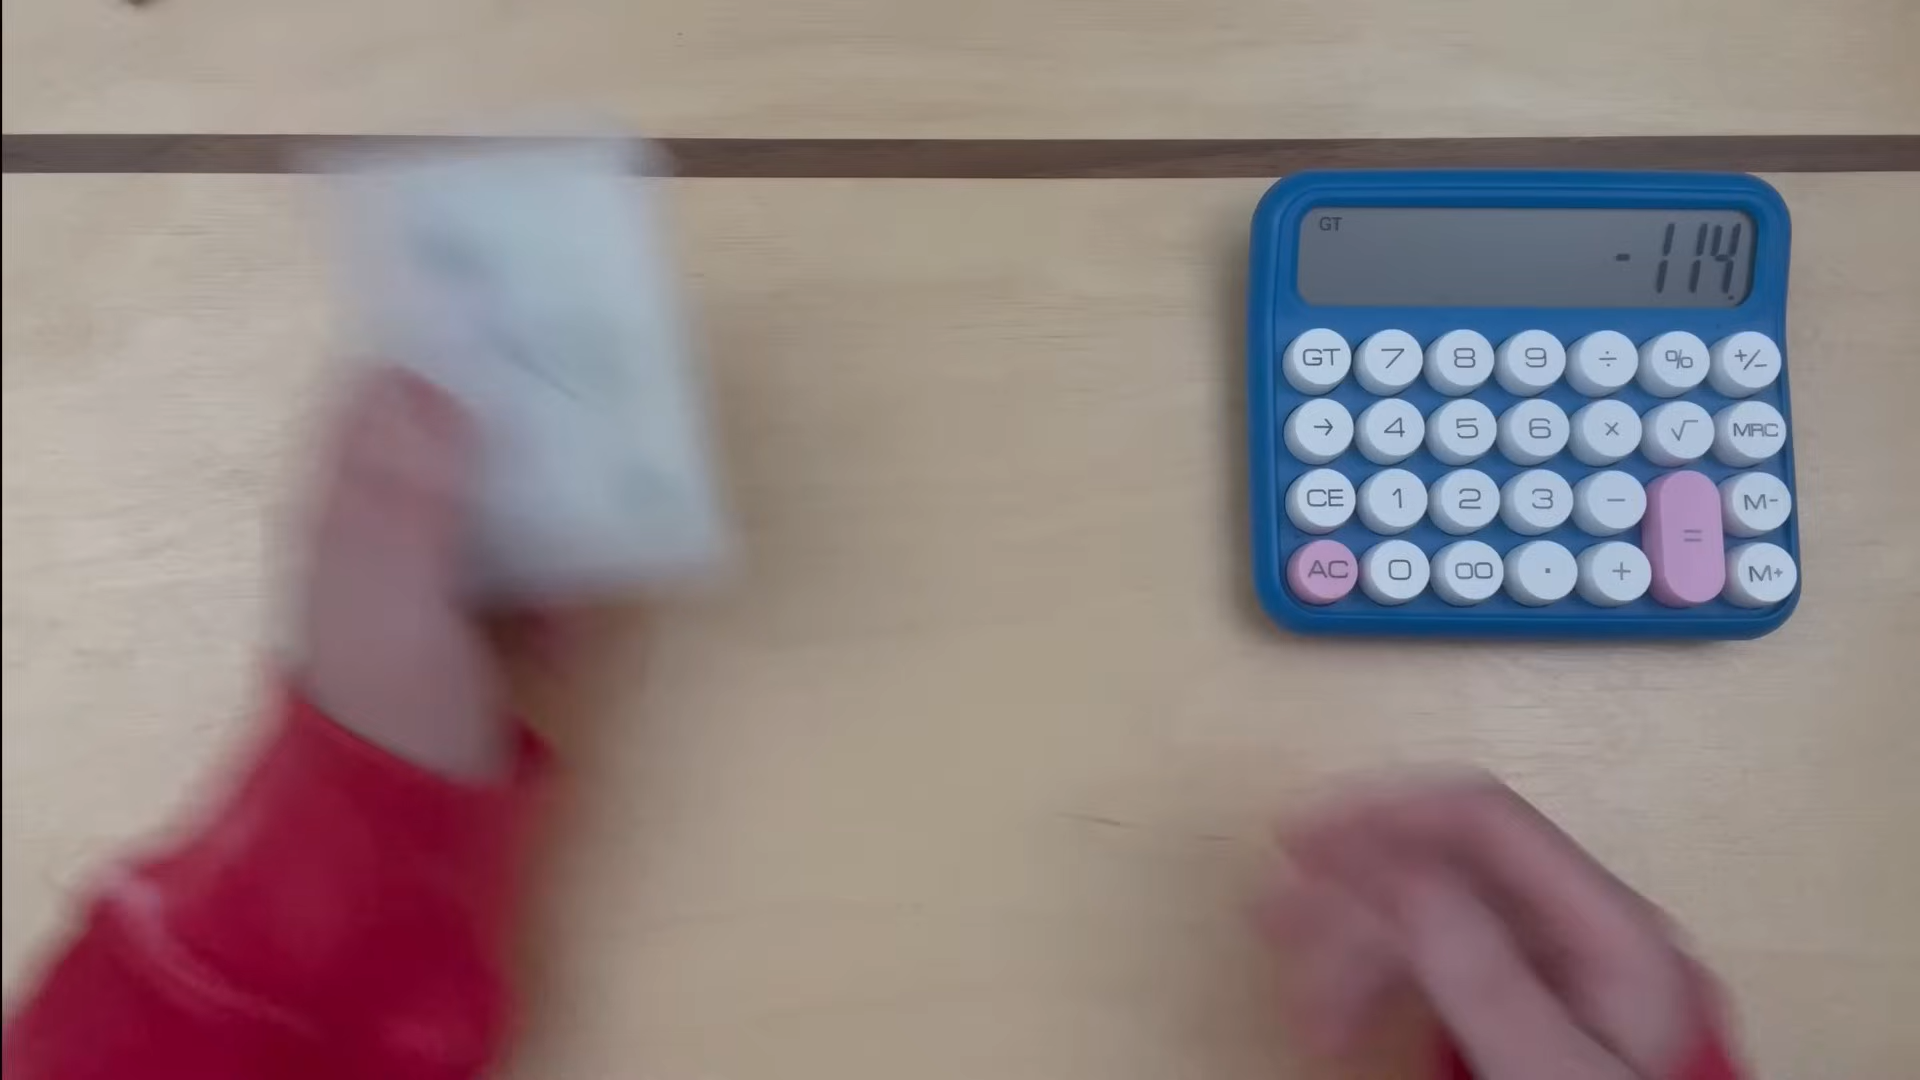 GT
-114.
GT 7 8 9 ÷ % +/-
→ 4 5 6 × √ MRC
CE 1 2 3 - M-
AC 0 00 . + = M+